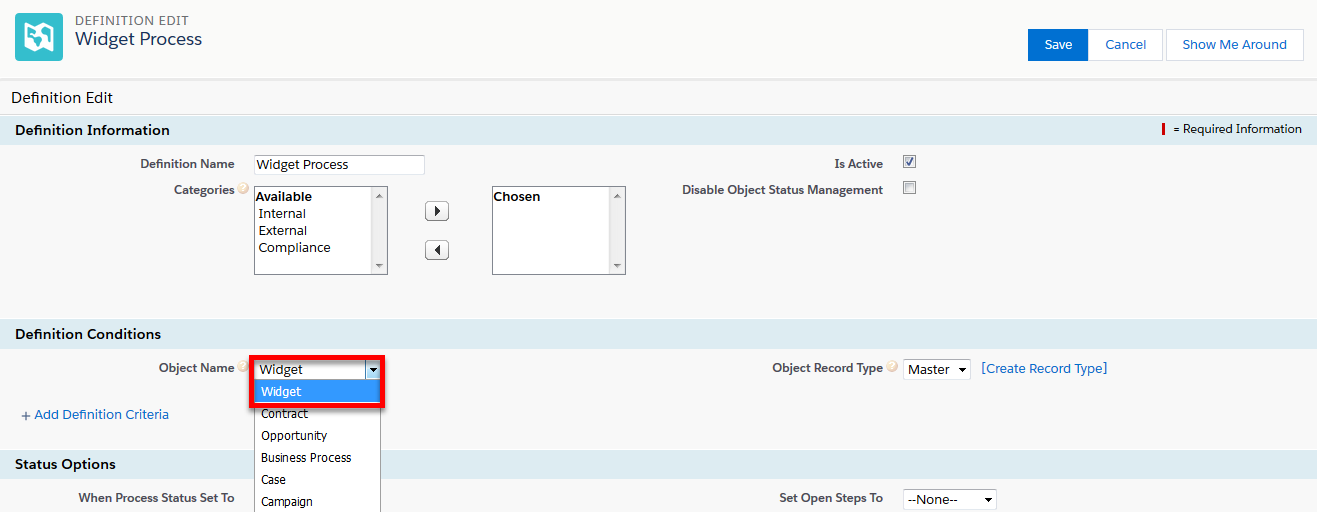 DEFINITION EDIT
Widget Process
Save Cancel Show Me Around
Definition Edit
Definition Information = Required Information
Definition Name Widget Process Is Active
Categories ? Available Chosen Disable Object Status Management
Internal
External
Compliance
Definition Conditions
Object Name ? Widget Object Record Type ? Master [Create Record Type]
Widget
+ Add Definition Criteria Contract
Opportunity
Business Process
Status Options
Case
When Process Status Set To Set Open Steps To --None--
Campaign